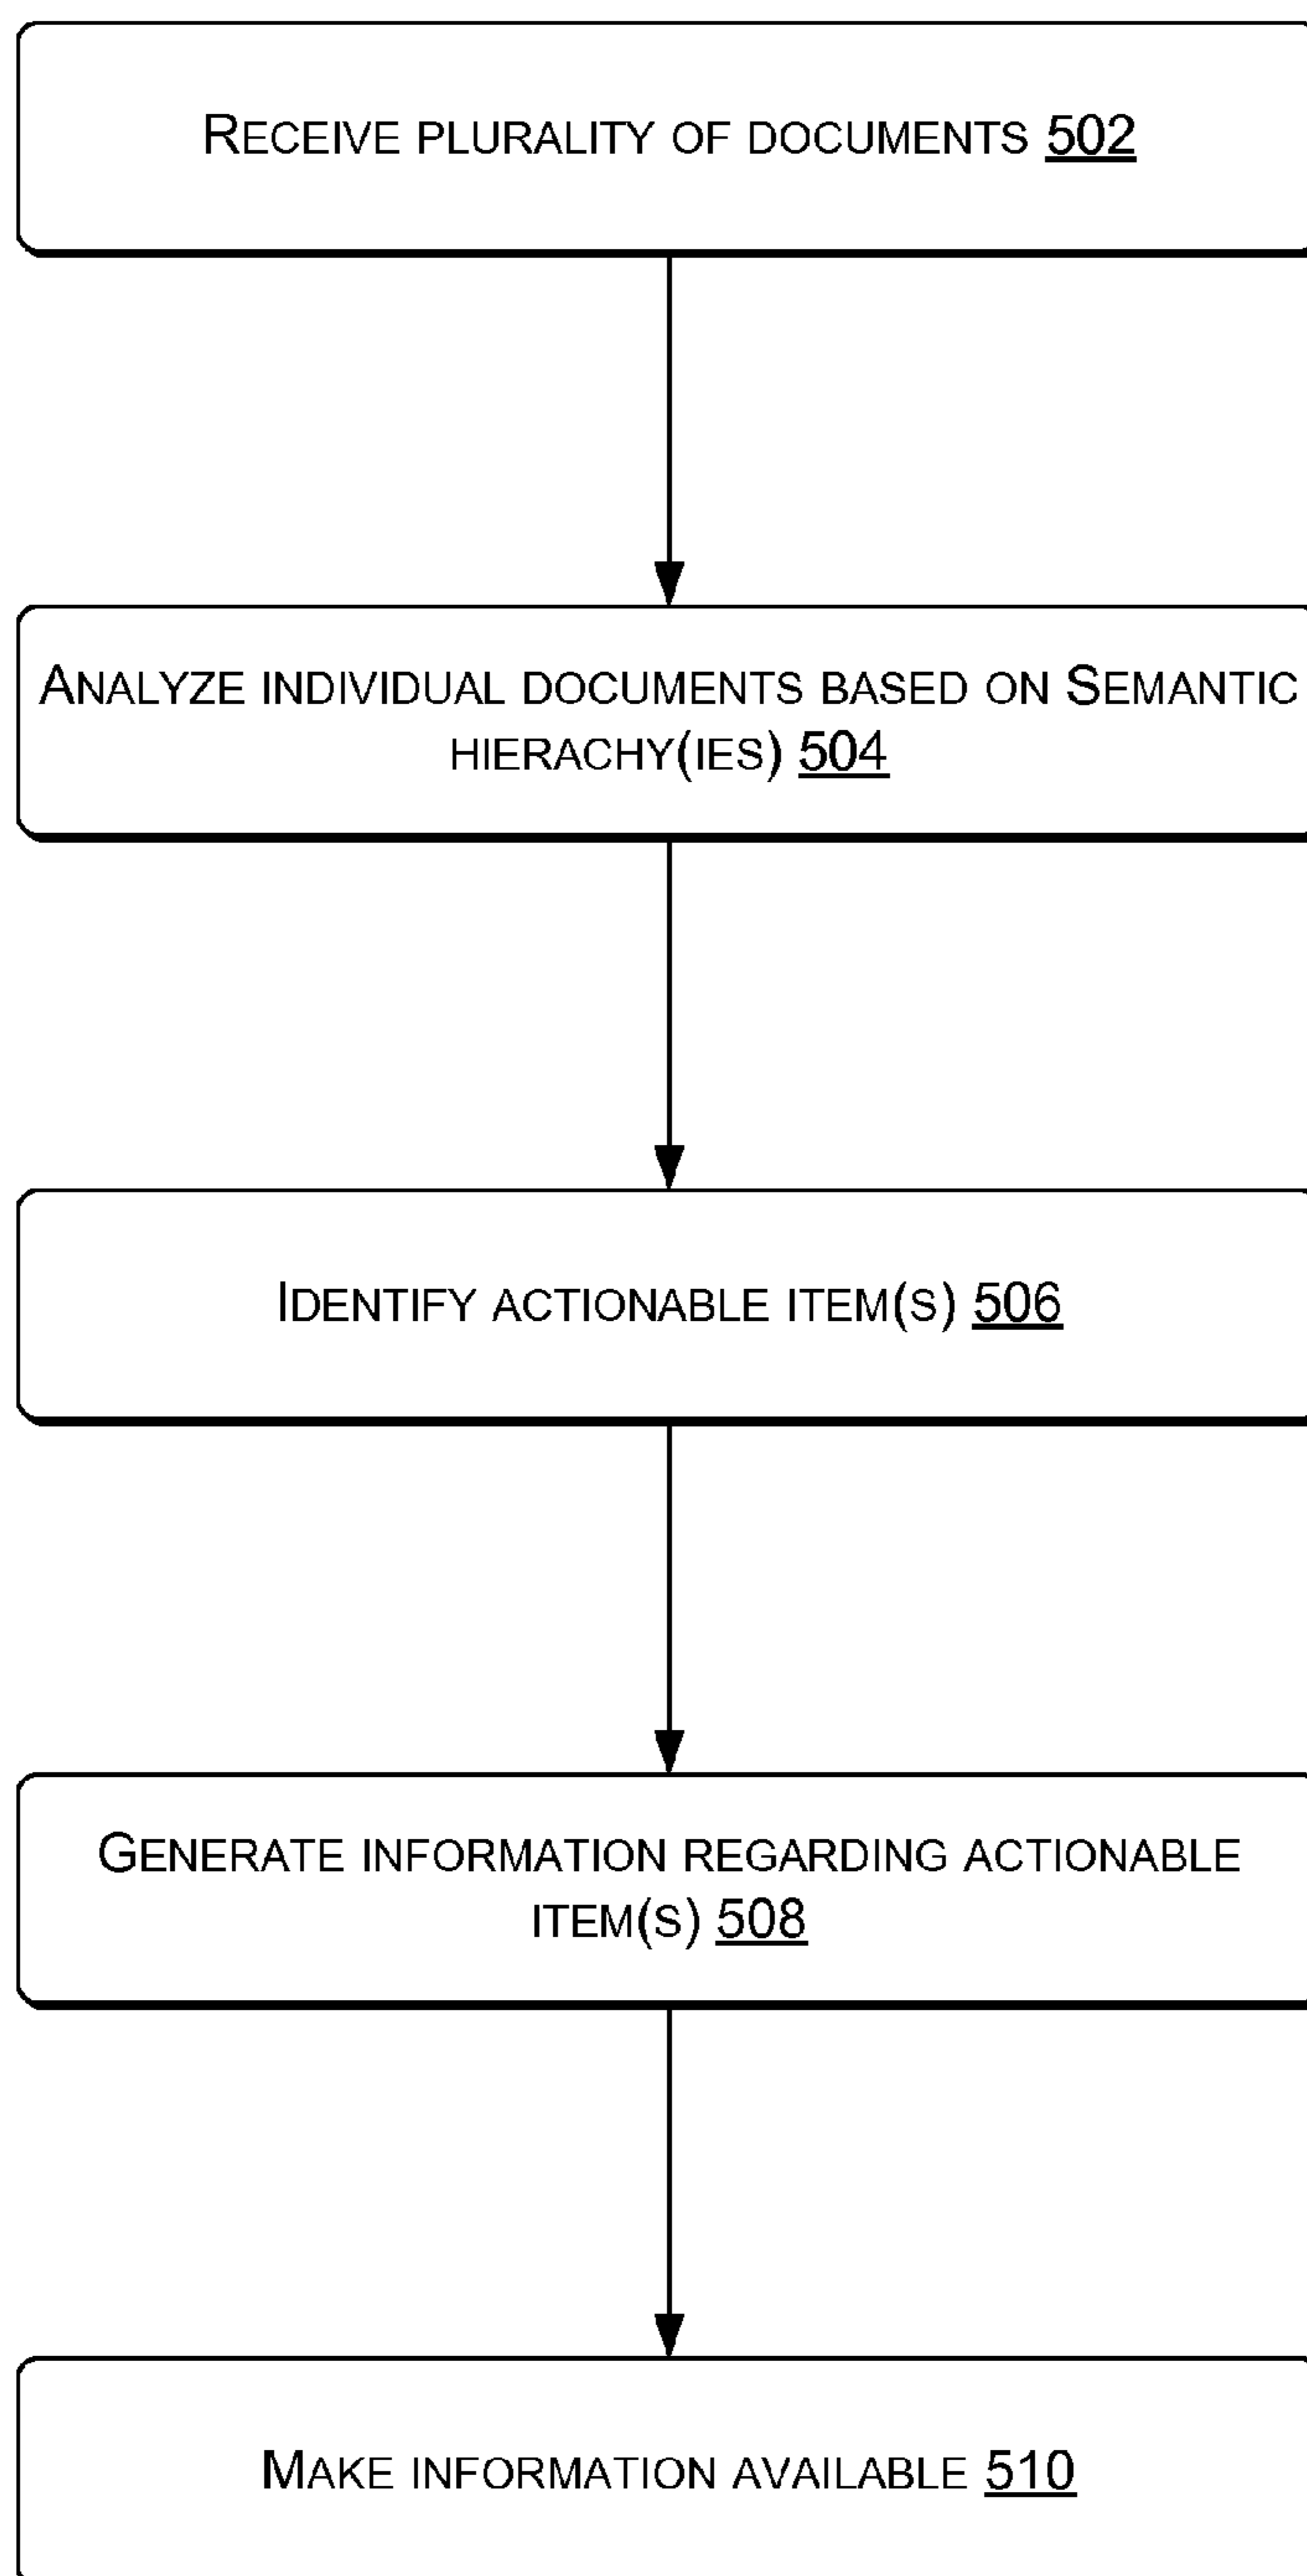 Receive plurality of documents 502
Analyze individual documents based on Semantic
hierachy(ies) 504
Identify actionable item(s) 506
Generate information regarding actionable
item(s) 508
Make information available 510